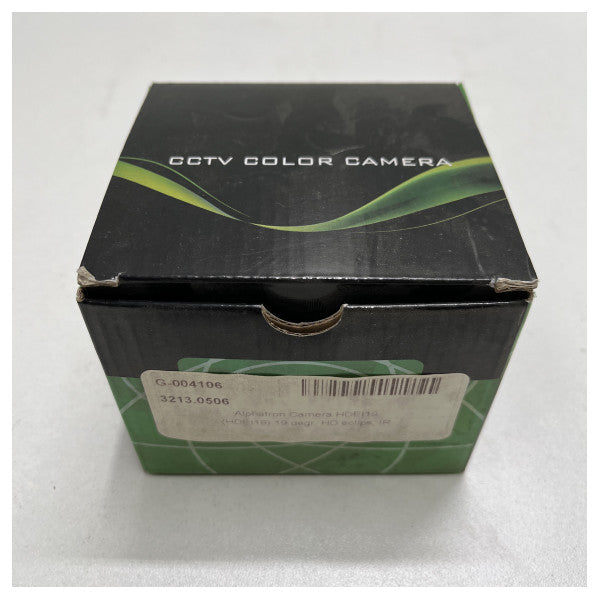 CCTV COLOR CAMERA
G-004106
3213.0506
Alphatron Camera HDEI19
(HDEI19) 19 degr. HD eclips, IR